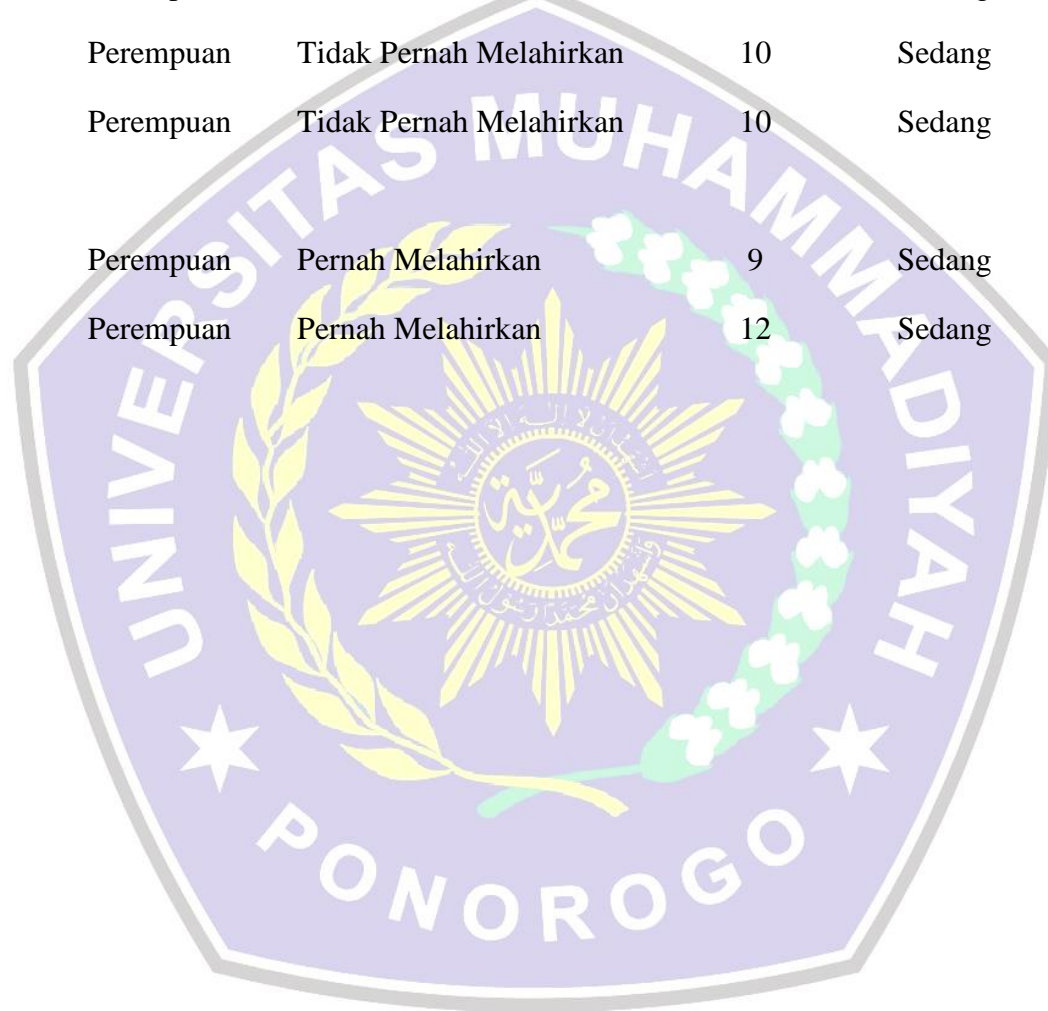 Perempuan Tidak Pernah Melahirkan 10 Sedang
Perempuan Tidak Pernah Melahirkan 10 Sedang
Perempuan Pernah Melahirkan 9 Sedang
Perempuan Pernah Melahirkan 12 Sedang
UNIVERSITAS MUHAMMADIYAH
PONOROGO
محمدية